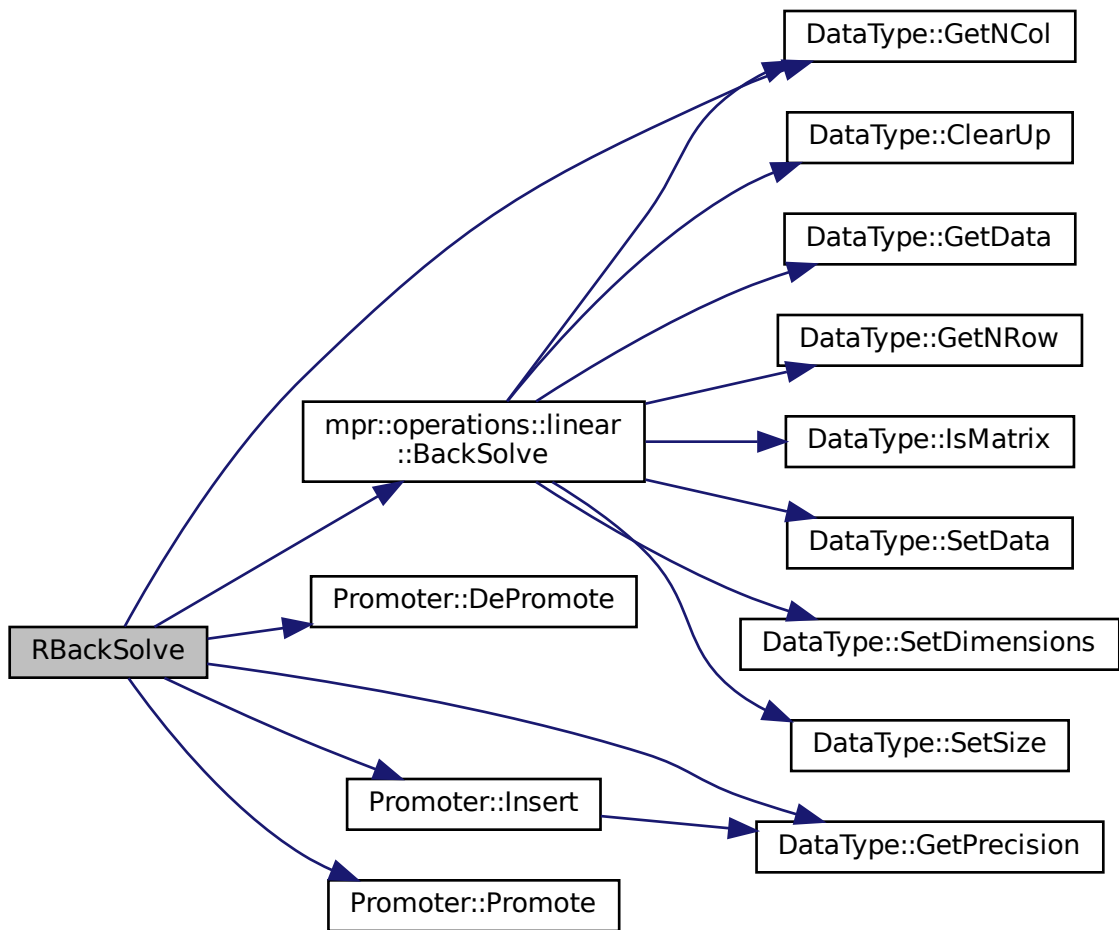 DataType::GetNCol
DataType::ClearUp
DataType::GetData
DataType::GetNRow
mpr::operations::linear
::BackSolve
DataType::IsMatrix
DataType::SetData
Promoter::DePromote
RBackSolve
DataType::SetDimensions
DataType::SetSize
Promoter::Insert
DataType::GetPrecision
Promoter::Promote